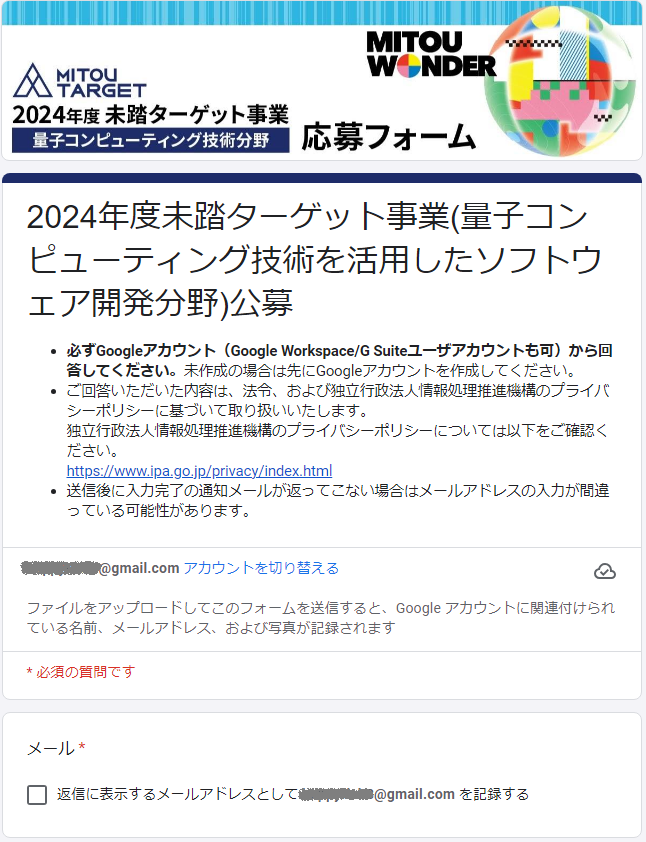 MITOU
WONDER
MITOU
TARGET
2024年度 未踏ターゲット事業
量子コンピューティング技術分野
応募フォーム
2024年度未踏ターゲット事業(量子コン
ピューティング技術を活用したソフトウ
ェア開発分野)公募
必ずGoogleアカウント（Google Workspace/G Suiteユーザアカウントも可）から回
答してください。未作成の場合は先にGoogleアカウントを作成してください。
ご回答いただいた内容は、法令、および独立行政法人情報処理推進機構のプライバ
シーポリシーに基づいて取り扱いいたします。
独立行政法人情報処理推進機構のプライバシーポリシーについては以下をご確認く
ださい。
https://www.ipa.go.jp/privacy/index.html
送信後に入力完了の通知メールが返ってこない場合はメールアドレスの入力が間違
っている可能性があります。
@gmail.com アカウントを切り替える
ファイルをアップロードしてこのフォームを送信すると、Google アカウントに関連付けられ
ている名前、メールアドレス、および写真が記録されます
* 必須の質問です
メール *
返信に表示するメールアドレスとして @gmail.com を記録する